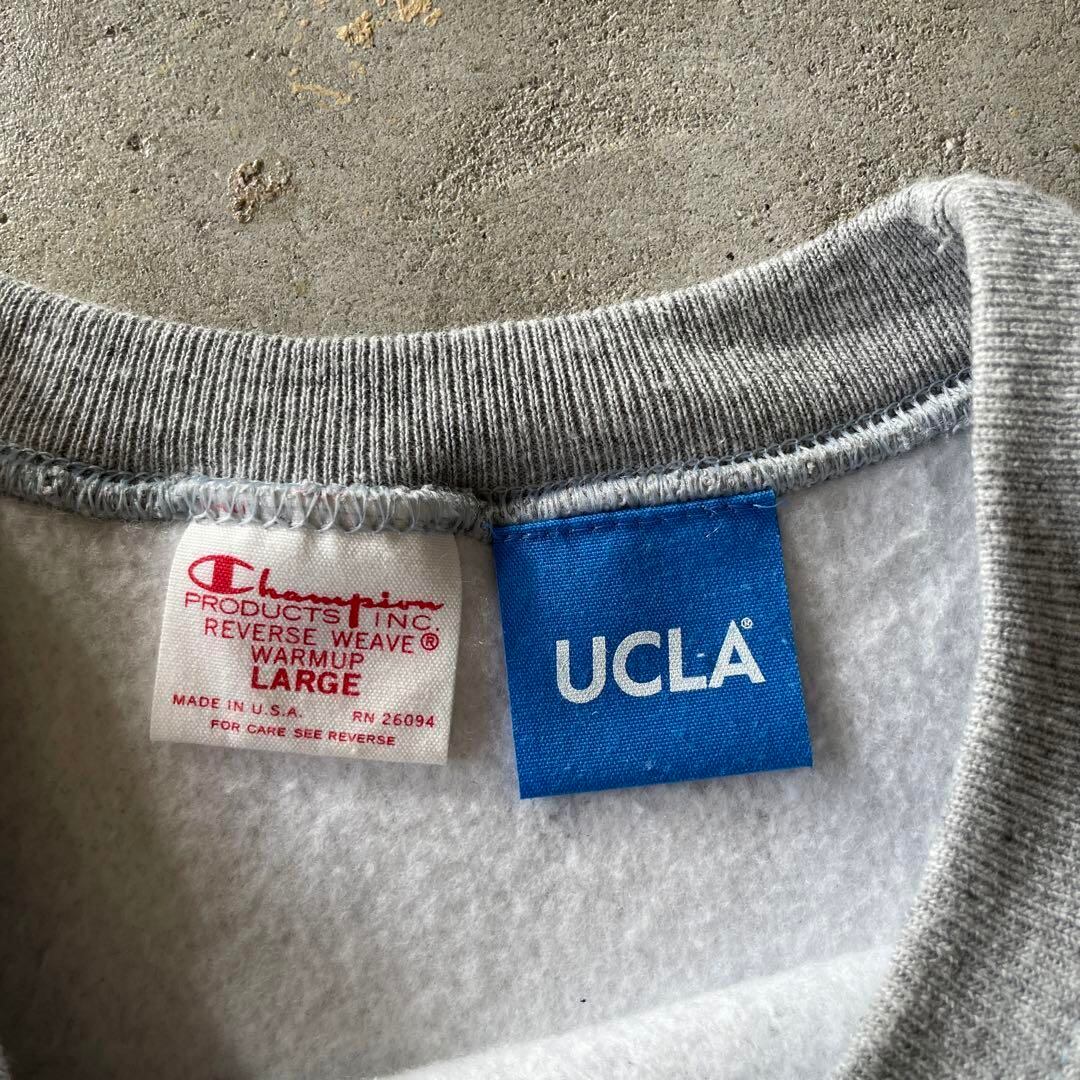 Champion
PRODUCTS INC.
REVERSE WEAVE®
WARMUP
LARGE
MADE IN U.S.A. RN 26094
FOR CARE SEE REVERSE
UCLA®